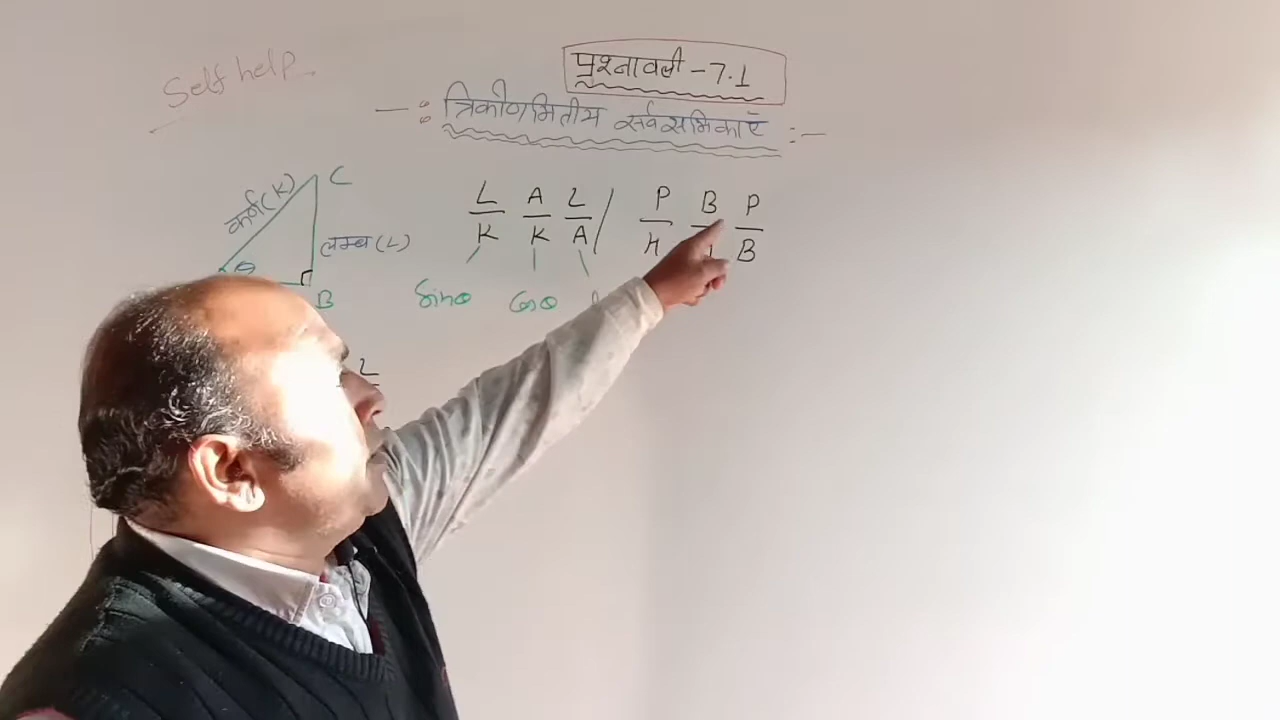 Self help
प्रश्नावली - 7.1
-: त्रिकोणमितीय सर्वसमिकाएँ :-
कर्ण(K)
C
लम्ब (L)
θ
B
L/K A/K L/A / P/H B/ P/B
Sinθ Cosθ
L